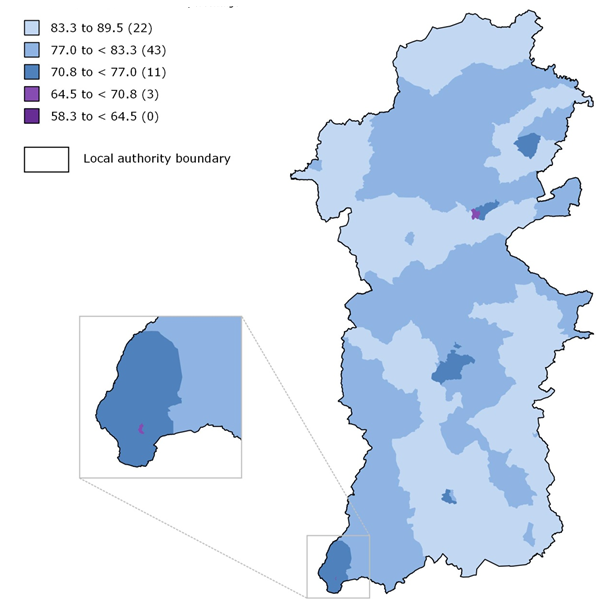 83.3 to 89.5 (22)
77.0 to < 83.3 (43)
70.8 to < 77.0 (11)
64.5 to < 70.8 (3)
58.3 to < 64.5 (0)
Local authority boundary